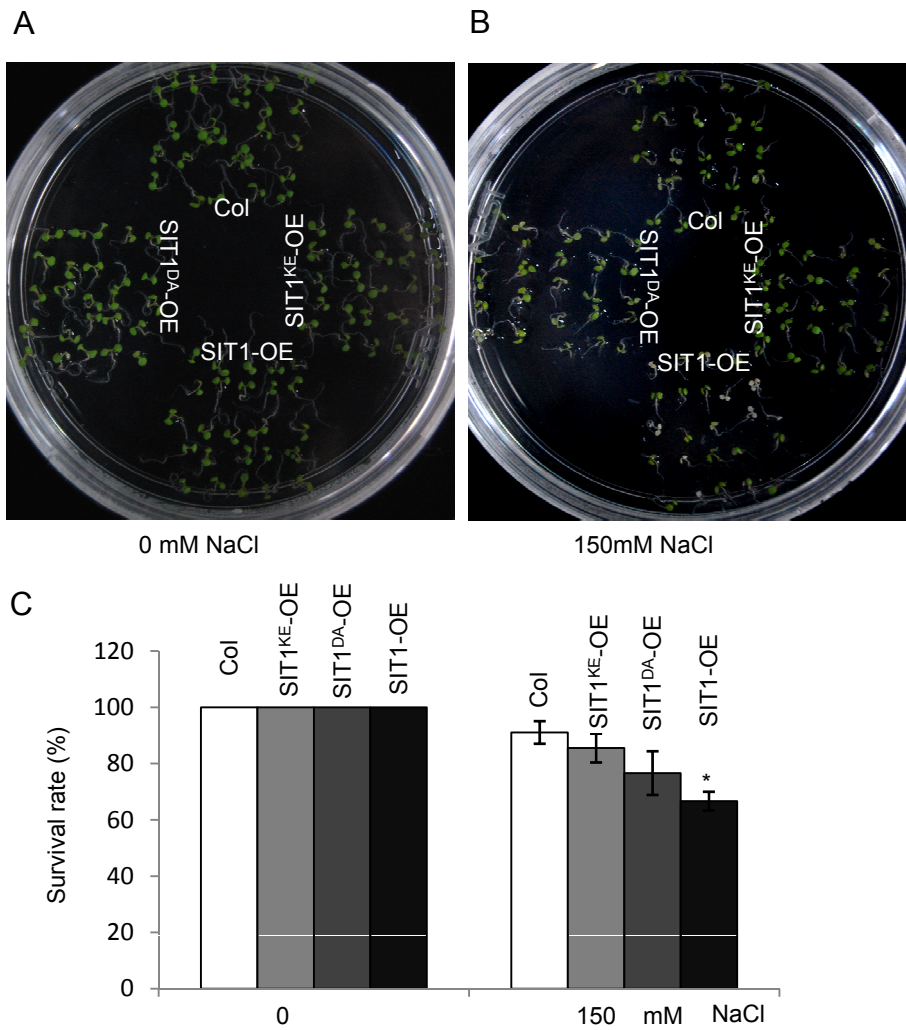 A
B
Col
SIT1ᴰᴬ-OE
SIT1ᴷᴱ-OE
SIT1-OE
Col
SIT1ᴰᴬ-OE
SIT1ᴷᴱ-OE
SIT1-OE
0 mM NaCl
150mM NaCl
C
Survival rate (%)
120
100
80
60
40
20
0
Col
SIT1ᴷᴱ-OE
SIT1ᴰᴬ-OE
SIT1-OE
Col
SIT1ᴷᴱ-OE
SIT1ᴰᴬ-OE
SIT1-OE
*
0
150 mM NaCl